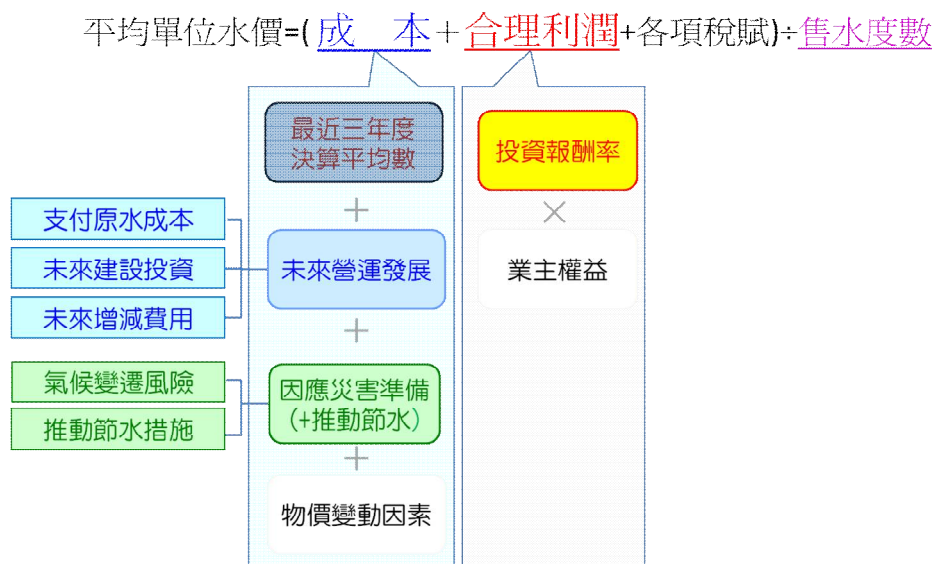 平均單位水價=( 成　本＋合理利潤+各項稅賦)÷售水度數
最近三年度
決算平均數
＋
支付原水成本
未來建設投資
未來增減費用
未來營運發展
＋
氣候變遷風險
推動節水措施
因應災害準備
(+推動節水)
＋
物價變動因素
投資報酬率
×
業主權益